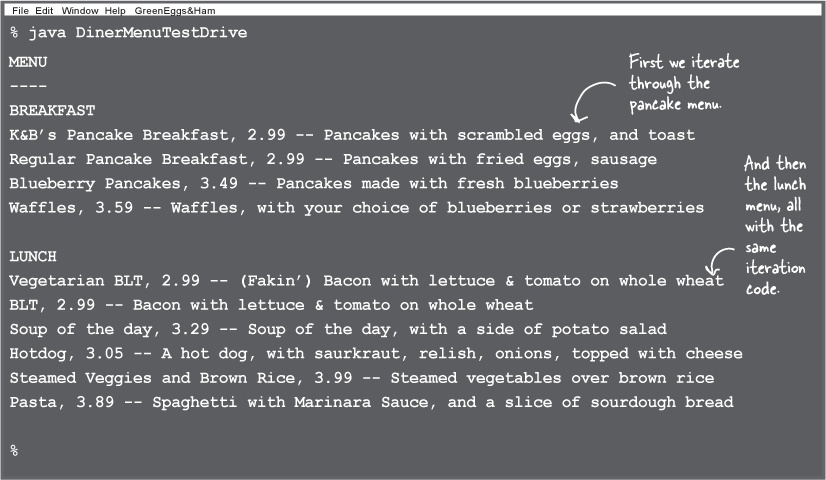 File Edit Window Help GreenEggs&Ham
% java DinerMenuTestDrive
MENU
----
BREAKFAST
K&B's Pancake Breakfast, 2.99 -- Pancakes with scrambled eggs, and toast
Regular Pancake Breakfast, 2.99 -- Pancakes with fried eggs, sausage
Blueberry Pancakes, 3.49 -- Pancakes made with fresh blueberries
Waffles, 3.59 -- Waffles, with your choice of blueberries or strawberries
LUNCH
Vegetarian BLT, 2.99 -- (Fakin') Bacon with lettuce & tomato on whole wheat
BLT, 2.99 -- Bacon with lettuce & tomato on whole wheat
Soup of the day, 3.29 -- Soup of the day, with a side of potato salad
Hotdog, 3.05 -- A hot dog, with saurkraut, relish, onions, topped with cheese
Steamed Veggies and Brown Rice, 3.99 -- Steamed vegetables over brown rice
Pasta, 3.89 -- Spaghetti with Marinara Sauce, and a slice of sourdough bread
%
First we iterate
through the
pancake menu.
And then
the lunch
menu, all
with the
same
iteration
code.